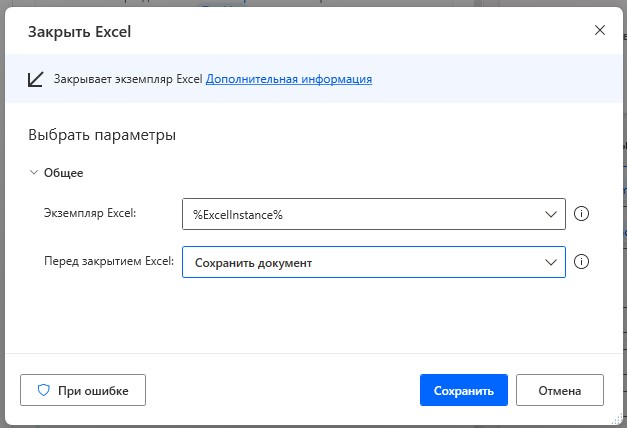 Закрыть Excel
Закрывает экземпляр Excel Дополнительная информация
Выбрать параметры
Общее
Экземпляр Excel: %ExcelInstance%
Перед закрытием Excel: Сохранить документ
При ошибке Сохранить Отмена